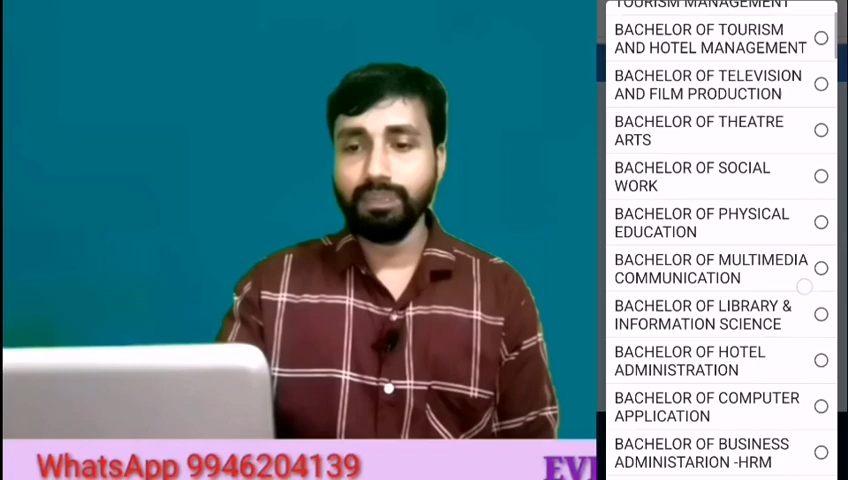 TOURISM MANAGEMENT
BACHELOR OF TOURISM
AND HOTEL MANAGEMENT
BACHELOR OF TELEVISION
AND FILM PRODUCTION
BACHELOR OF THEATRE
ARTS
BACHELOR OF SOCIAL
WORK
BACHELOR OF PHYSICAL
EDUCATION
BACHELOR OF MULTIMEDIA
COMMUNICATION
BACHELOR OF LIBRARY &
INFORMATION SCIENCE
BACHELOR OF HOTEL
ADMINISTRATION
BACHELOR OF COMPUTER
APPLICATION
BACHELOR OF BUSINESS
ADMINISTARION -HRM
WhatsApp 9946204139